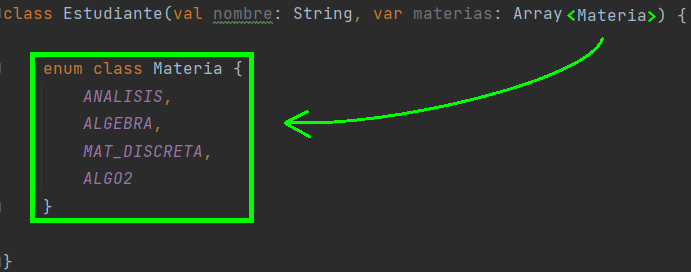 class Estudiante(val nombre: String, var materias: Array<Materia>) {
enum class Materia {
ANALISIS,
ALGEBRA,
MAT_DISCRETA,
ALGO2
}
}